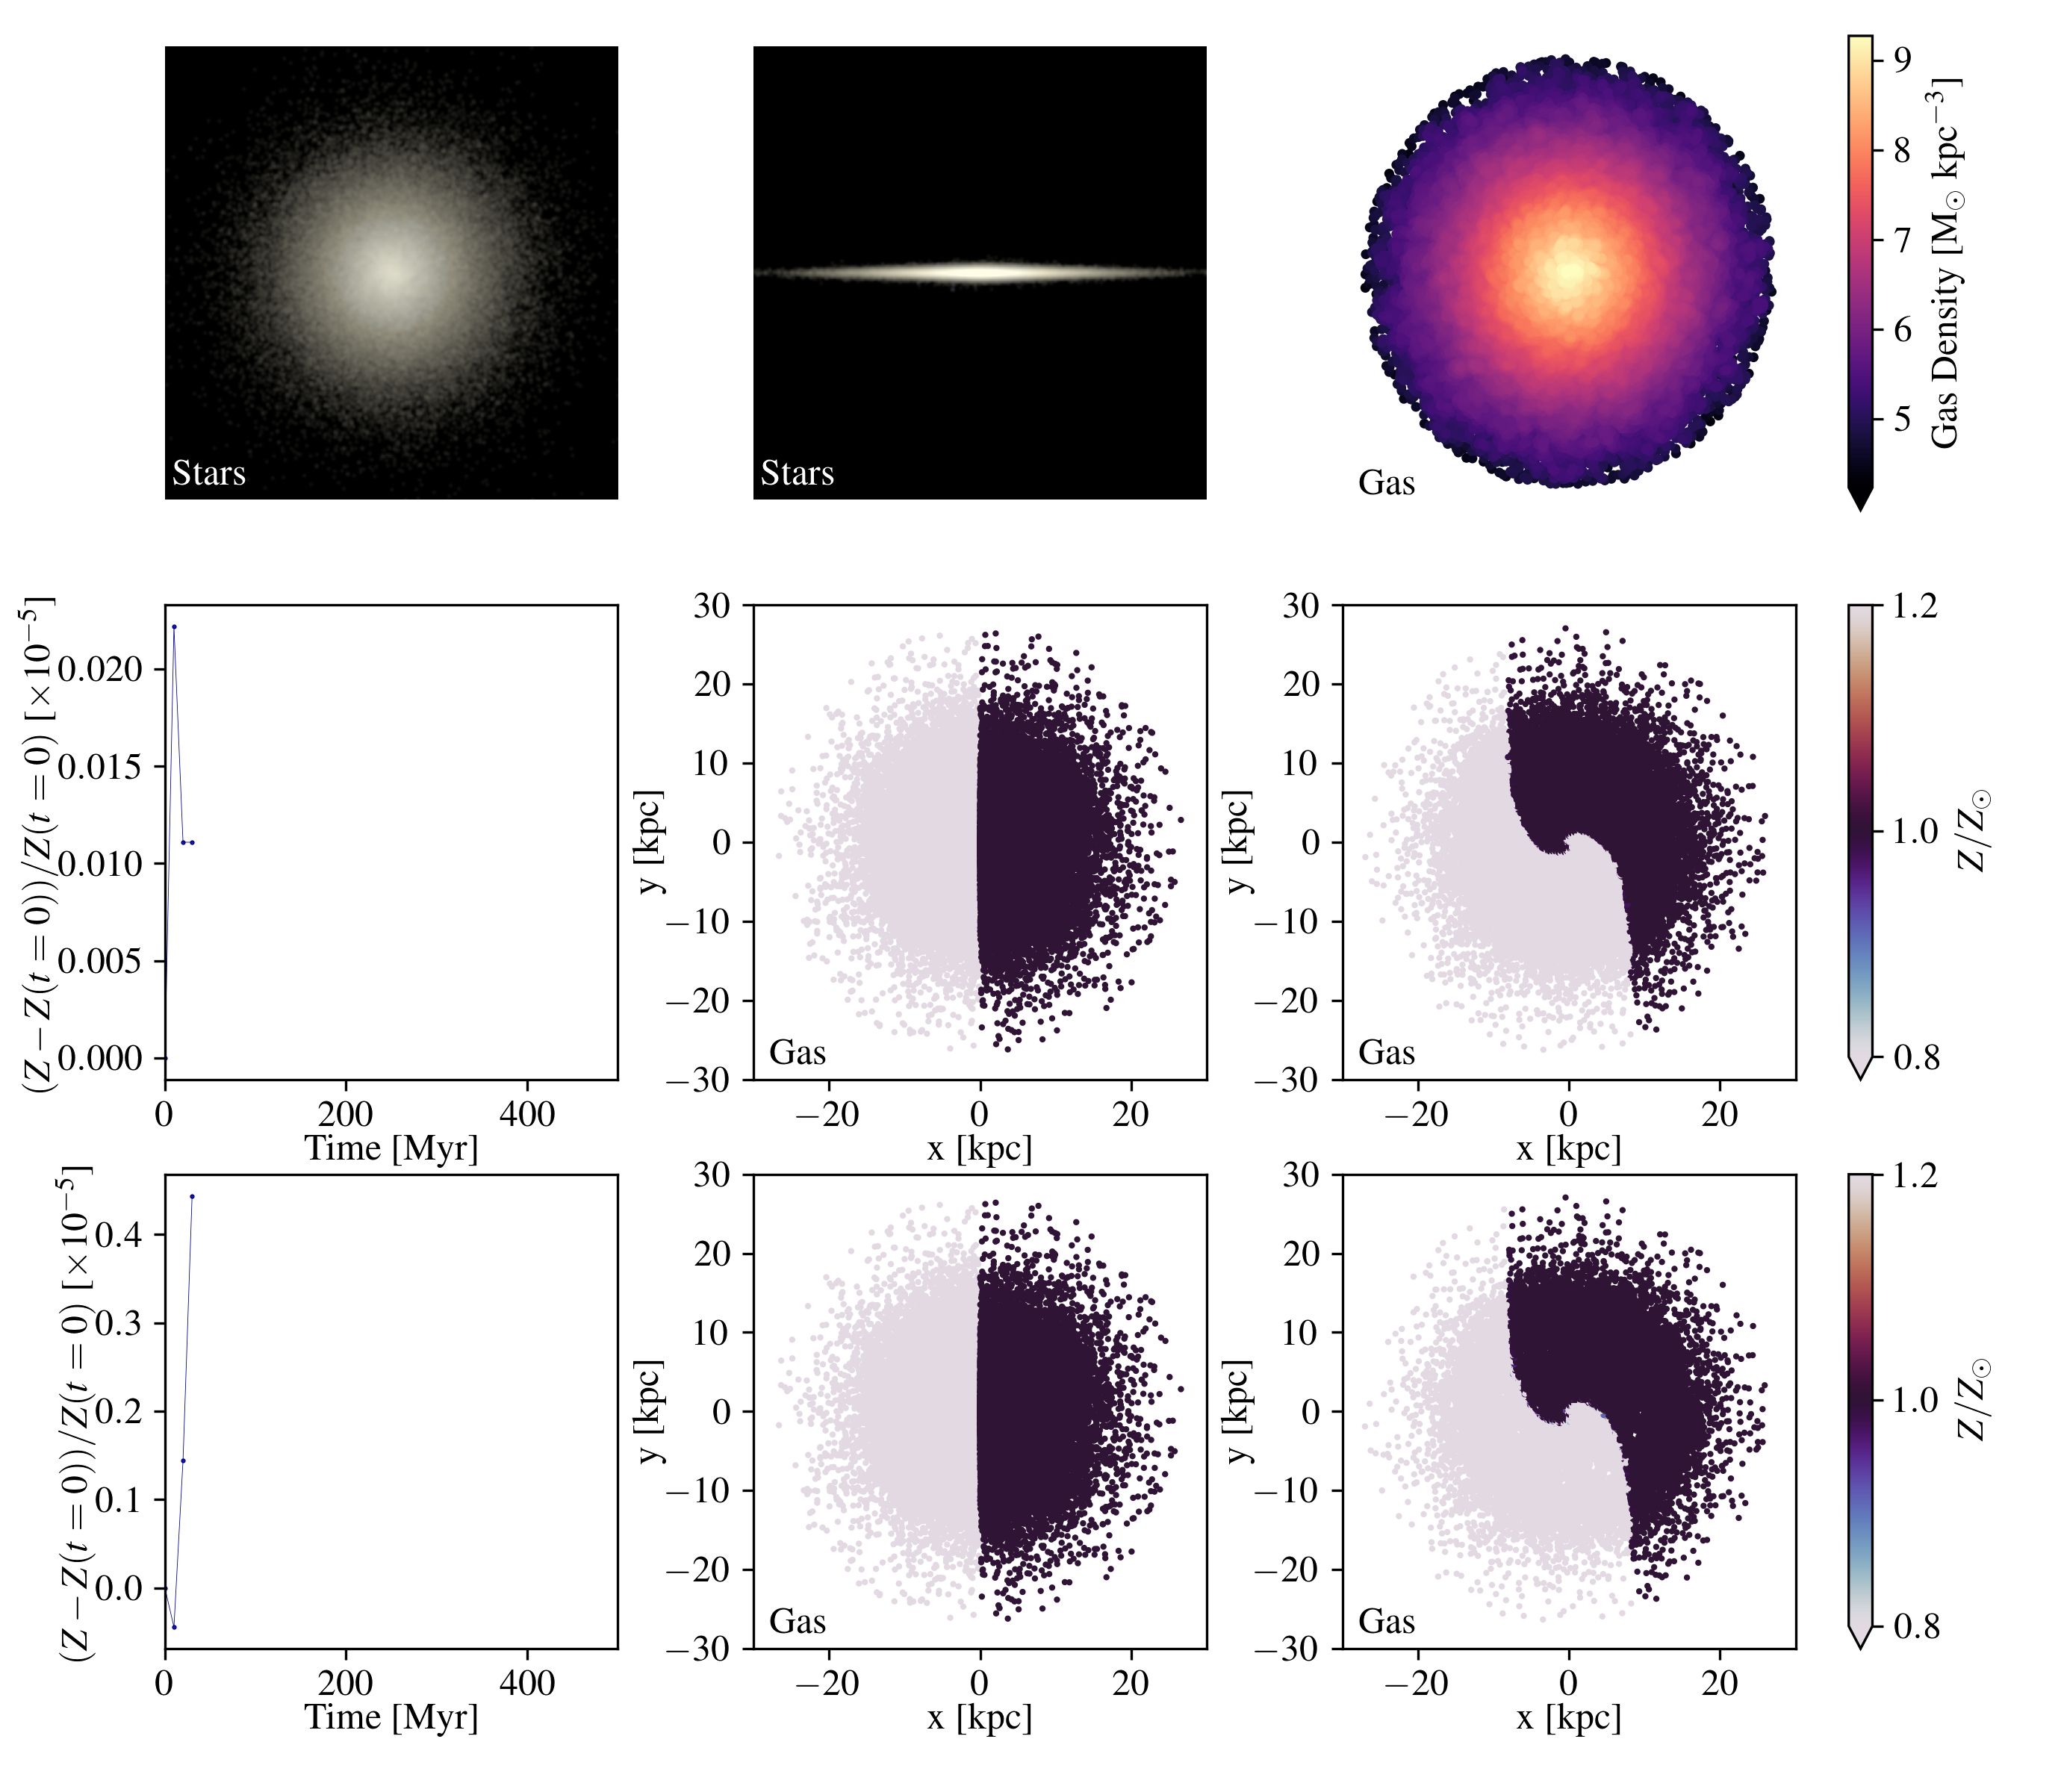 Stars
Stars
Gas
9
8
7
6
5
Gas Density [M⊙ kpc⁻³]
(Z − Z(t = 0))/Z(t = 0) [×10⁻⁵]
0.020
0.015
0.010
0.005
0.000
0 200 400
Time [Myr]
y [kpc]
30
20
10
0
−10
−20
−30
Gas
−20 0 20
x [kpc]
y [kpc]
30
20
10
0
−10
−20
−30
Gas
−20 0 20
x [kpc]
1.2
1.0
0.8
Z/Z⊙
(Z − Z(t = 0))/Z(t = 0) [×10⁻⁵]
0.4
0.3
0.2
0.1
0.0
0 200 400
Time [Myr]
y [kpc]
30
20
10
0
−10
−20
−30
Gas
−20 0 20
x [kpc]
y [kpc]
30
20
10
0
−10
−20
−30
Gas
−20 0 20
x [kpc]
1.2
1.0
0.8
Z/Z⊙